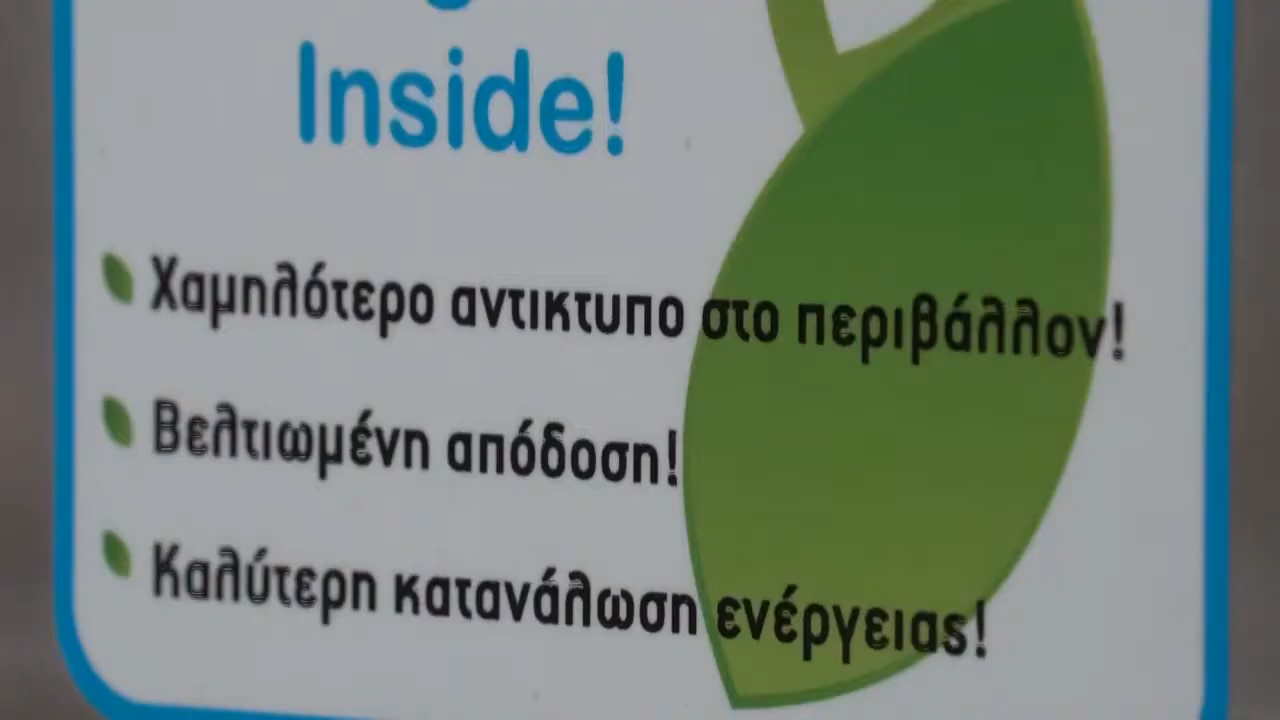 Inside!
Χαμηλότερο αντικτυπο στο περιβάλλον!
Βελτιωμένη απόδοση!
Καλύτερη κατανάλωση ενέργειας!